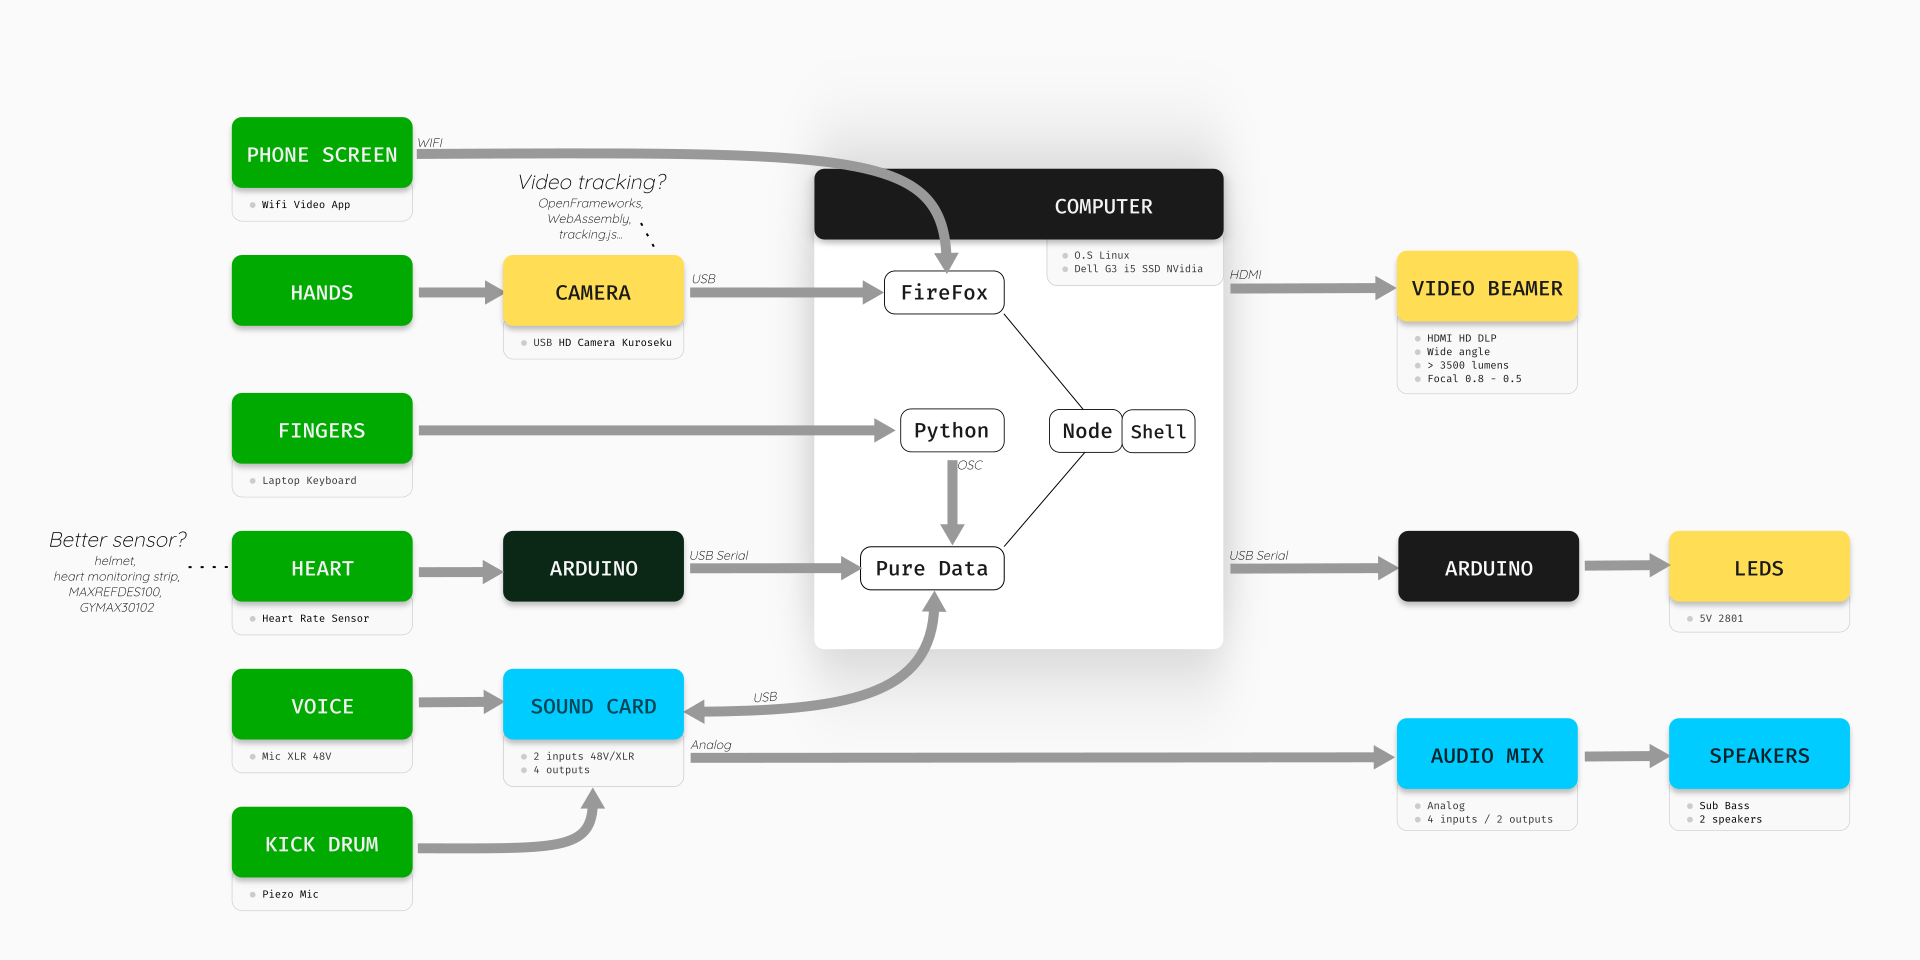 PHONE SCREEN
Wifi Video App
WIFI
Video tracking?
OpenFrameworks,
WebAssembly,
tracking.js...
HANDS
CAMERA
USB HD Camera Kuroseku
USB
COMPUTER
O.S Linux
Dell G3 i5 SSD NVidia
FireFox
HDMI
VIDEO BEAMER
HDMI HD DLP
Wide angle
> 3500 lumens
Focal 0.8 - 0.5
FINGERS
Laptop Keyboard
Python
OSC
Node
Shell
Better sensor?
helmet,
heart monitoring strip,
MAXREFDES100,
GYMAX30102
HEART
Heart Rate Sensor
ARDUINO
USB Serial
Pure Data
USB Serial
ARDUINO
LEDS
5V 2801
VOICE
Mic XLR 48V
SOUND CARD
2 inputs 48V/XLR
4 outputs
USB
Analog
AUDIO MIX
Analog
4 inputs / 2 outputs
SPEAKERS
Sub Bass
2 speakers
KICK DRUM
Piezo Mic